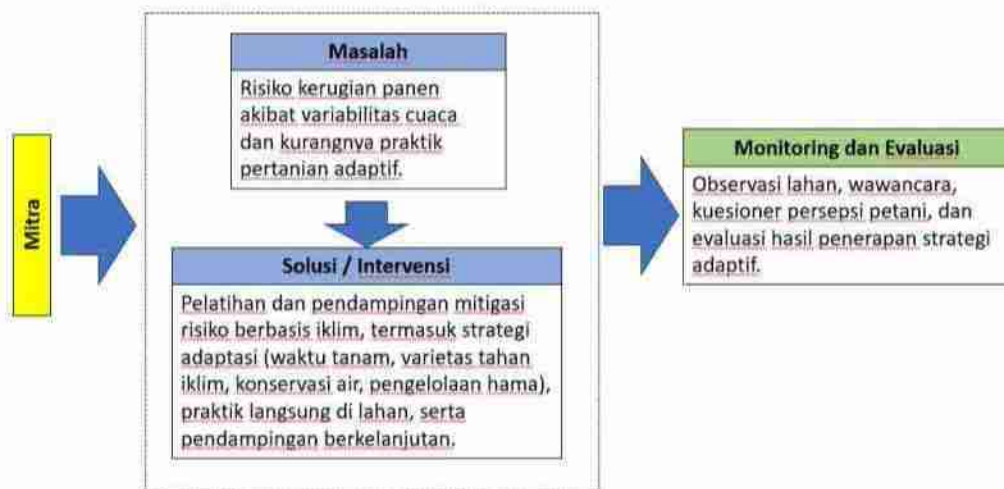 Mitra
Masalah
Risiko kerugian panen
akibat variabilitas cuaca
dan kurangnya praktik
pertanian adaptif.
Solusi / Intervensi
Pelatihan dan pendampingan mitigasi
risiko berbasis iklim, termasuk strategi
adaptasi (waktu tanam, varietas tahan
iklim, konservasi air, pengelolaan hama),
praktik langsung di lahan, serta
pendampingan berkelanjutan.
Monitoring dan Evaluasi
Observasi lahan, wawancara,
kuesioner persepsi petani, dan
evaluasi hasil penerapan strategi
adaptif.